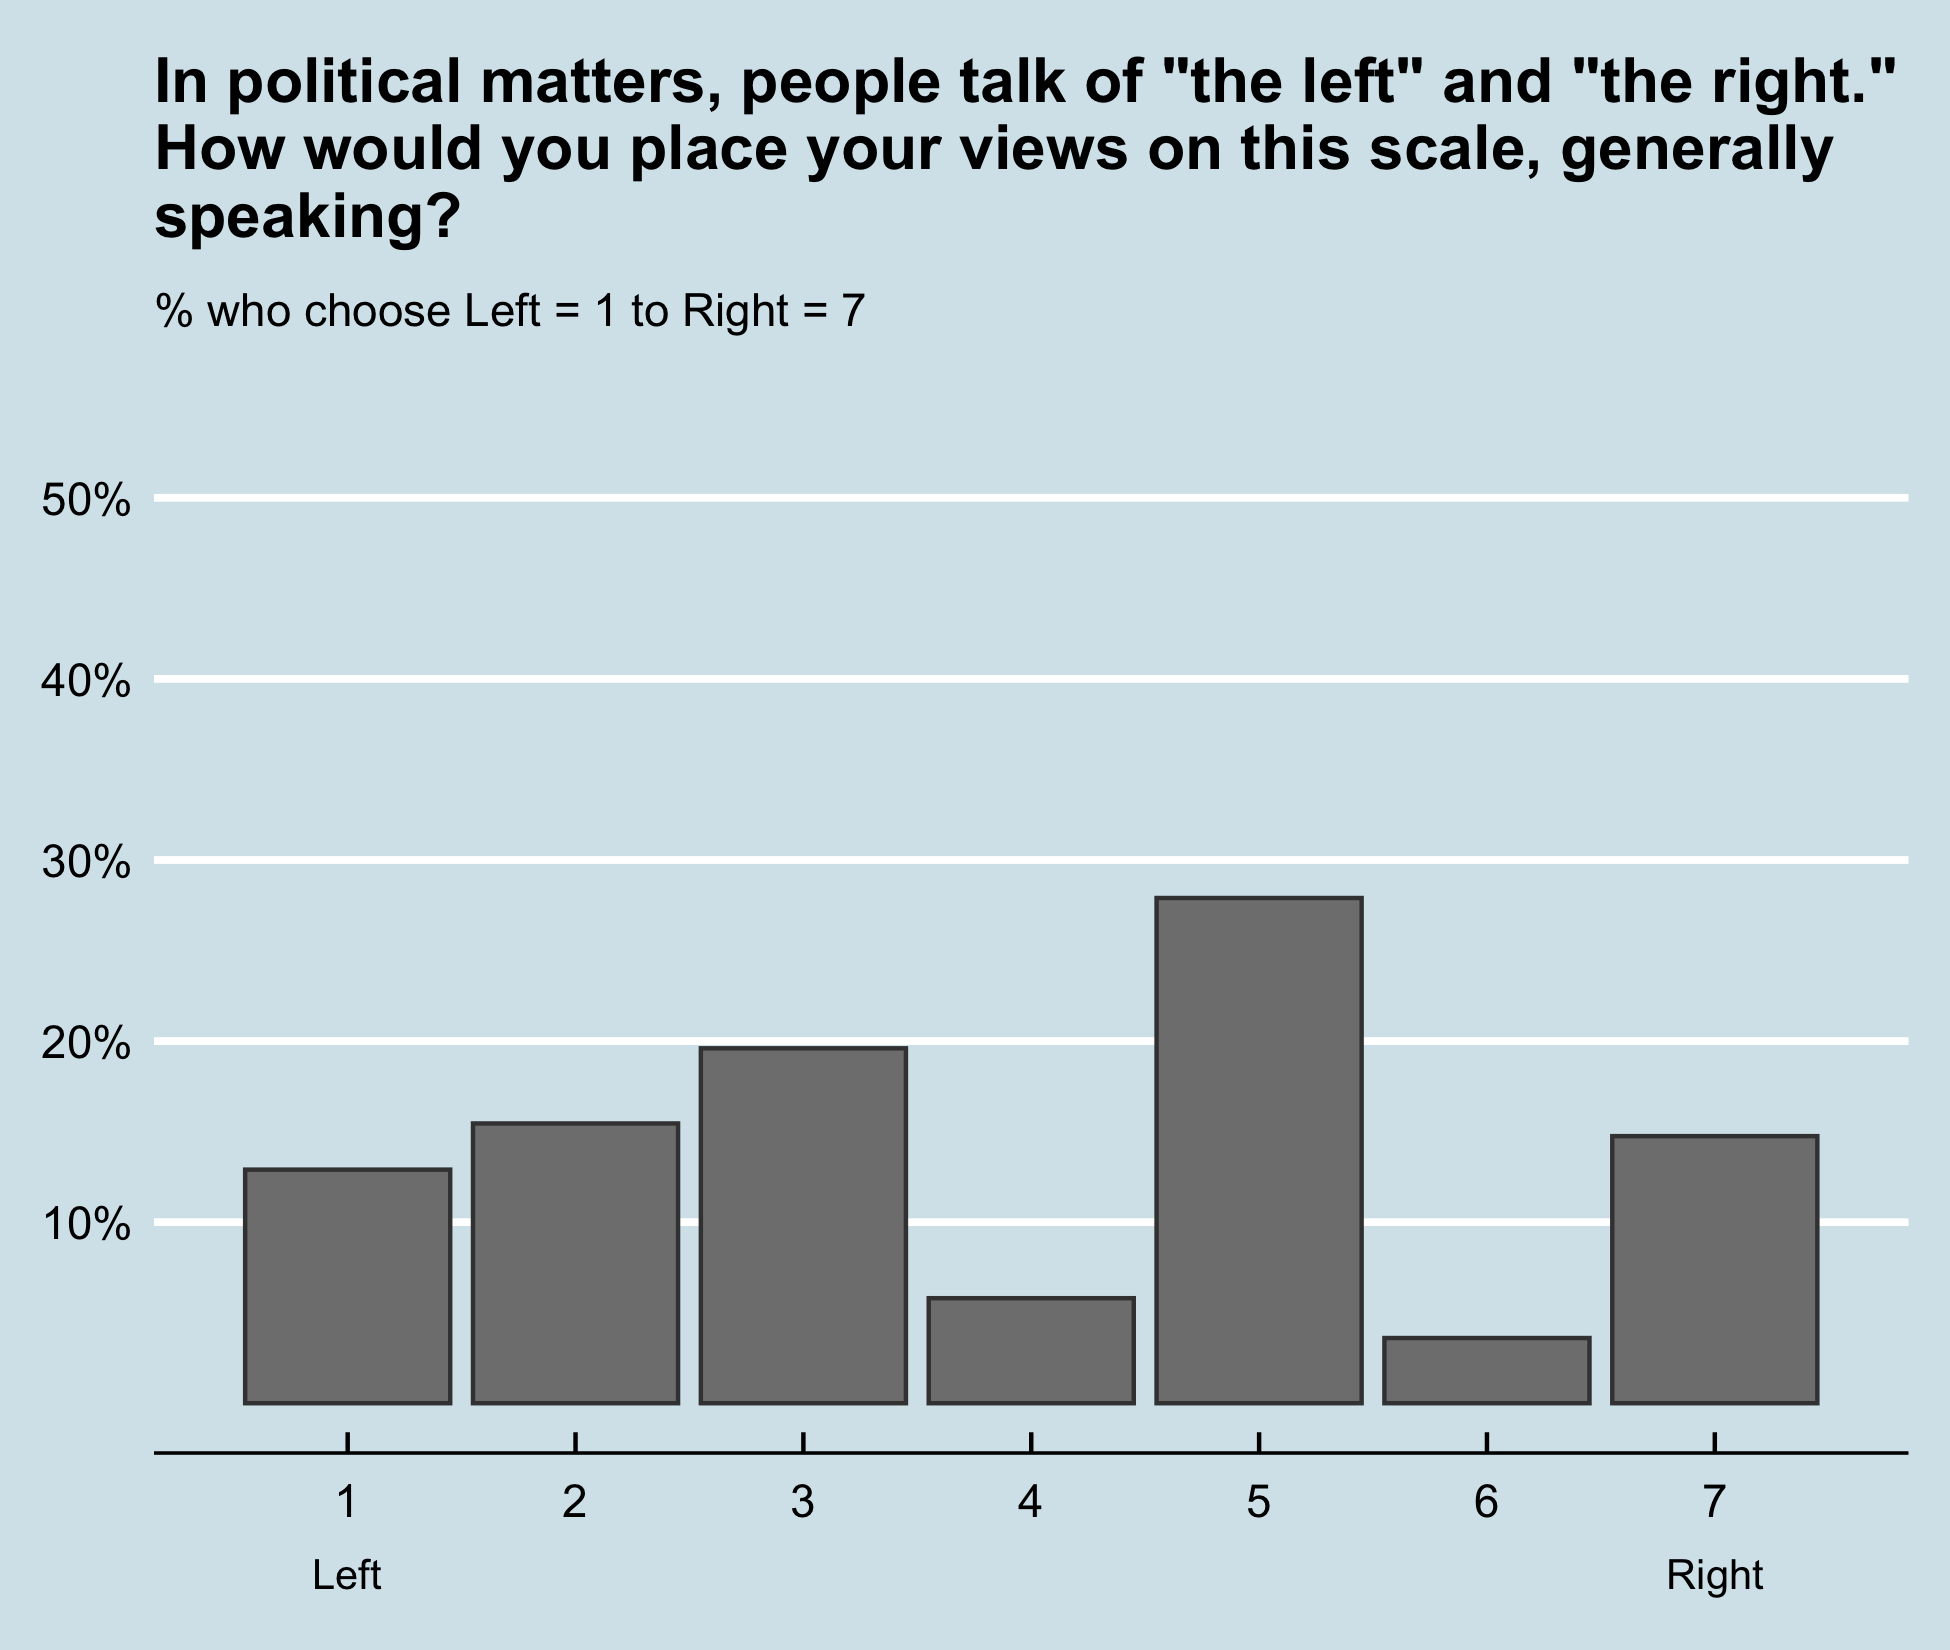 In political matters, people talk of "the left" and "the right."
How would you place your views on this scale, generally
speaking?
% who choose Left = 1 to Right = 7
50%
40%
30%
20%
10%
1 2 3 4 5 6 7
Left Right